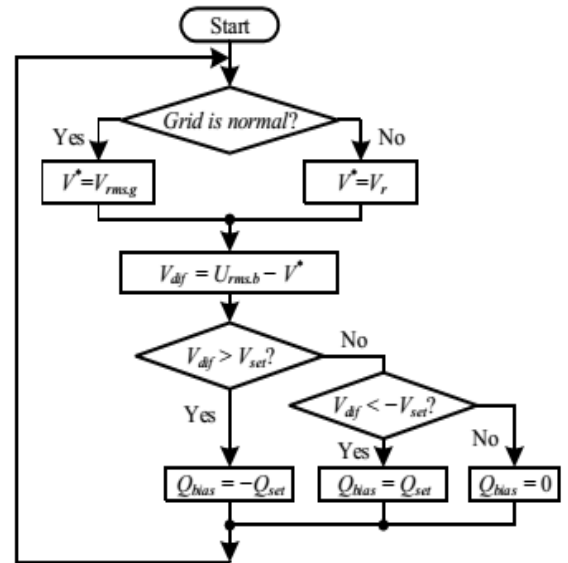 Start
Grid is normal?
Yes
No
V*=Vrms.g
V*=Vr
Vdif = Urms.b − V*
Vdif > Vset?
No
Yes
Vdif < −Vset?
Yes
No
Qbias = −Qset
Qbias = Qset
Qbias = 0